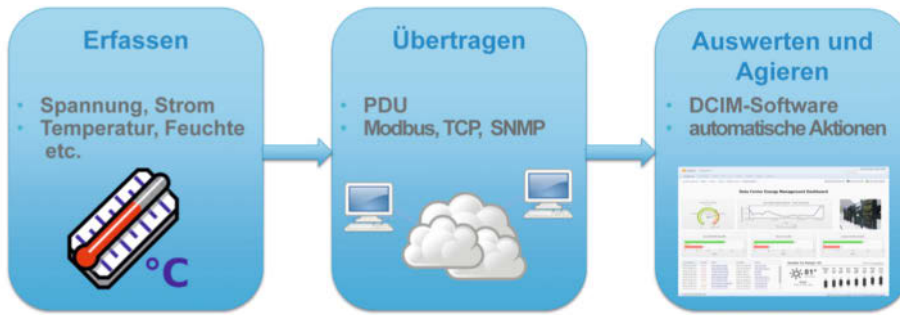 Erfassen
• Spannung, Strom
• Temperatur, Feuchte
etc.
°C
Übertragen
• PDU
• Modbus, TCP, SNMP
Auswerten und
Agieren
• DCIM-Software
• automatische Aktionen
Data Center Energy Management Dashboard
81°